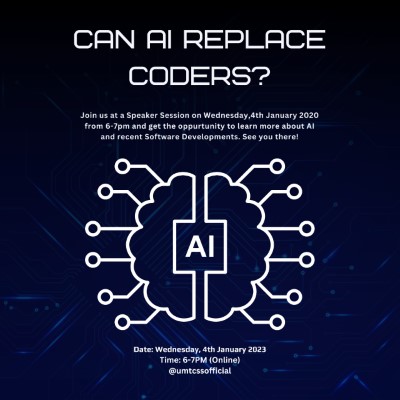 CAN AI REPLACE
CODERS?
Join us at a Speaker Session on Wednesday,4th January 2020
from 6-7pm and get the oppurtunity to learn more about AI
and recent Software Developments. See you there!
AI
Date: Wednesday, 4th January 2023
Time: 6-7PM (Online)
@umtcssofficial